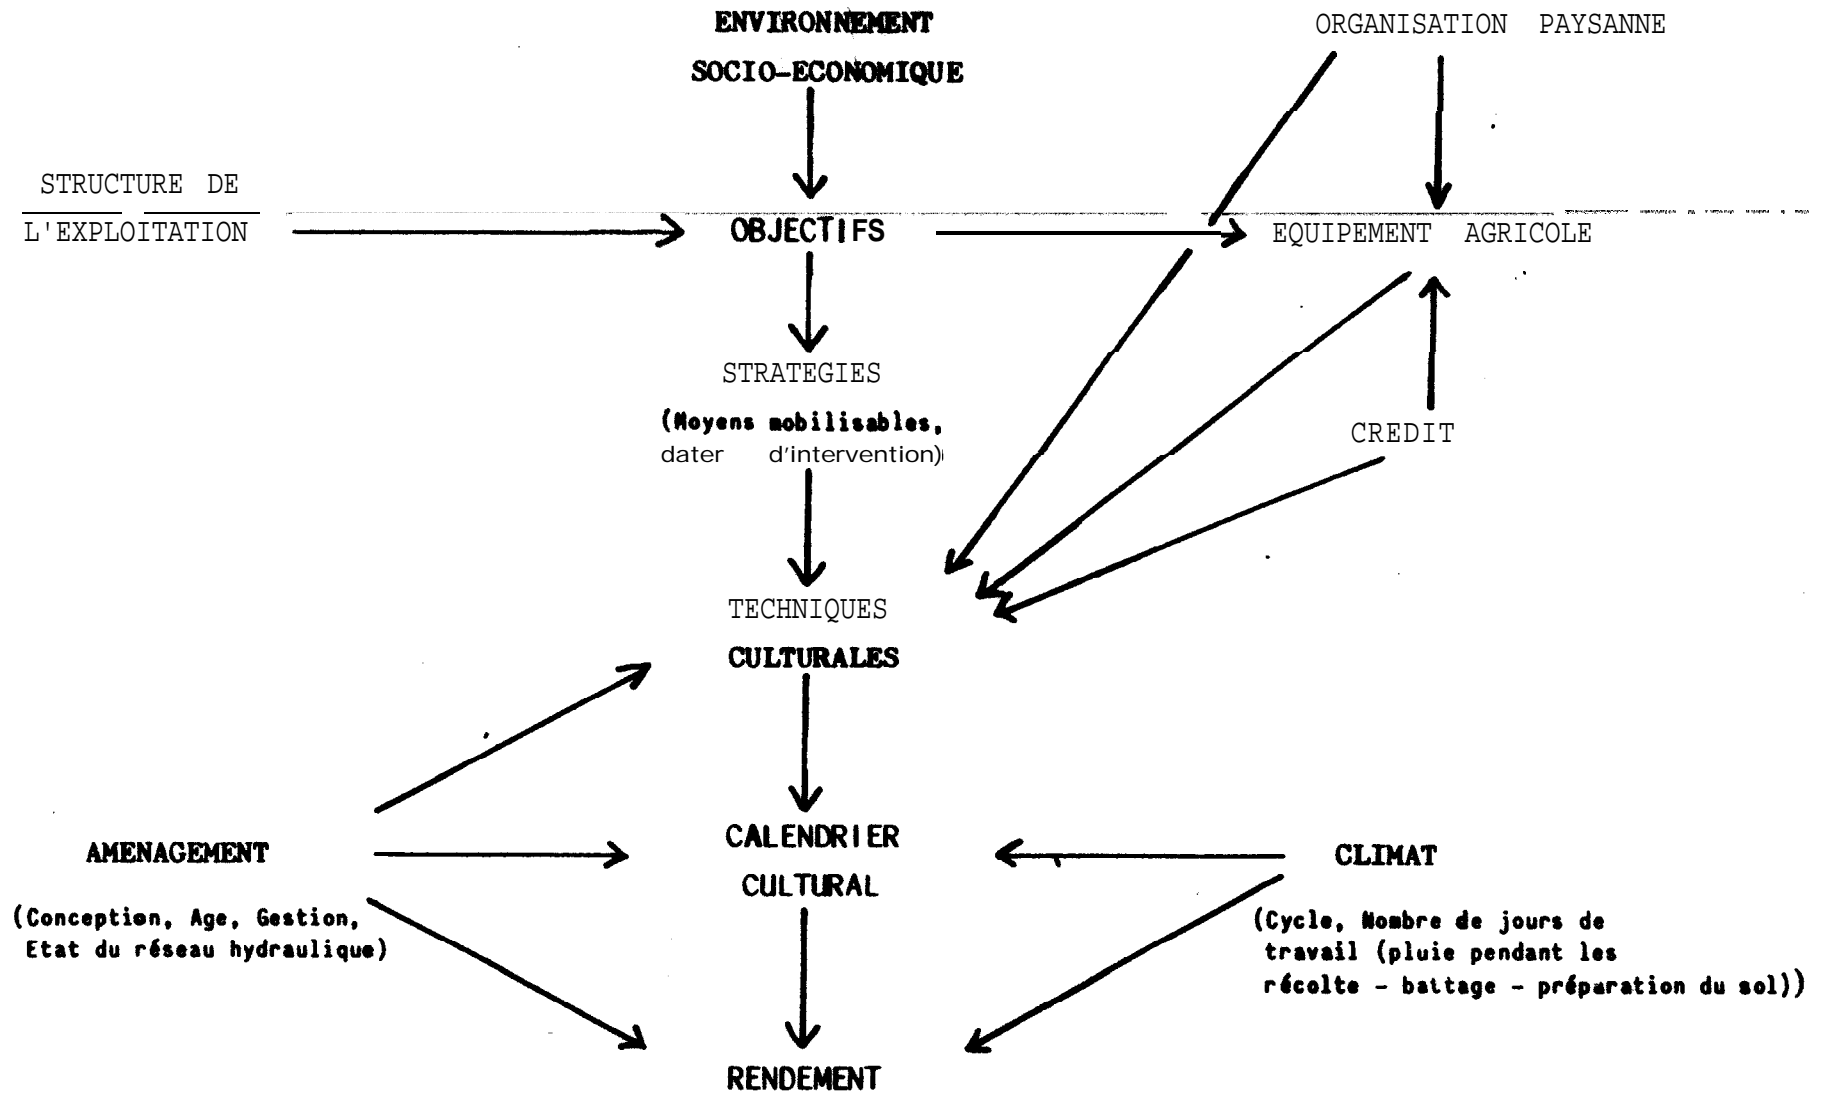 ENVIRONNEMENT
SOCIO-ECONOMIQUE
ORGANISATION PAYSANNE
STRUCTURE DE
L'EXPLOITATION
OBJECTIFS
EQUIPEMENT AGRICOLE
STRATEGIES
(Moyens mobilisables,
dater d'intervention)
CREDIT
TECHNIQUES
CULTURALES
AMENAGEMENT
(Conception, Age, Gestion,
Etat du réseau hydraulique)
CALENDRIER
CULTURAL
CLIMAT
(Cycle, Nombre de jours de
travail (pluie pendant les
récolte - battage - préparation du sol))
RENDEMENT